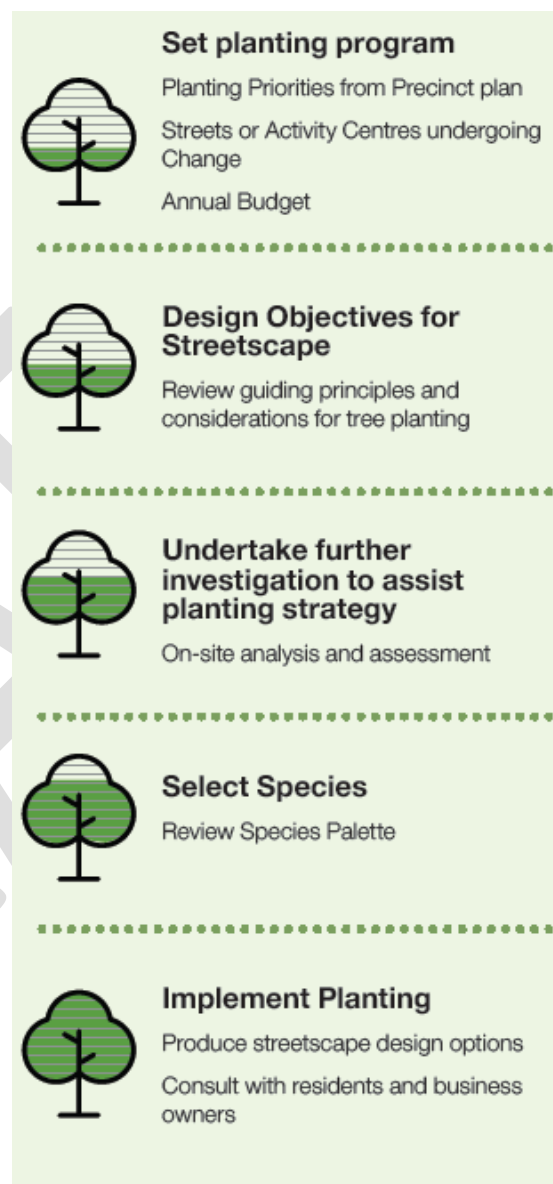 Set planting program
Planting Priorities from Precinct plan
Streets or Activity Centres undergoing
Change
Annual Budget
Design Objectives for
Streetscape
Review guiding principles and
considerations for tree planting
Undertake further
investigation to assist
planting strategy
On-site analysis and assessment
Select Species
Review Species Palette
Implement Planting
Produce streetscape design options
Consult with residents and business
owners